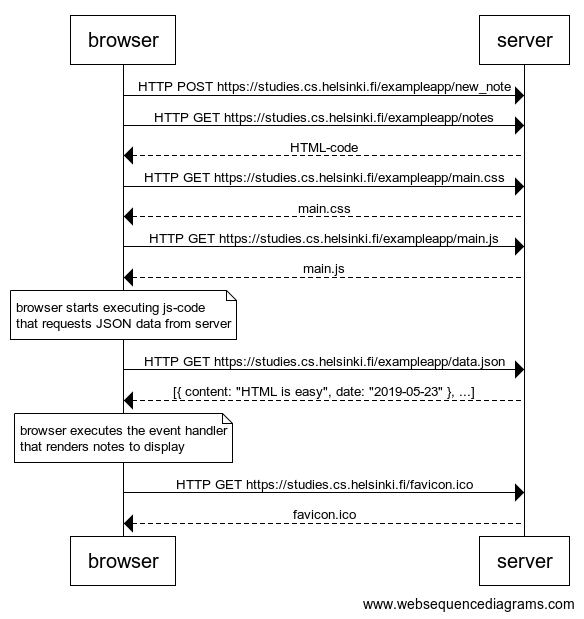 browser
server
HTTP POST https://studies.cs.helsinki.fi/exampleapp/new_note
HTTP GET https://studies.cs.helsinki.fi/exampleapp/notes
HTML-code
HTTP GET https://studies.cs.helsinki.fi/exampleapp/main.css
main.css
HTTP GET https://studies.cs.helsinki.fi/exampleapp/main.js
main.js
browser starts executing js-code
that requests JSON data from server
HTTP GET https://studies.cs.helsinki.fi/exampleapp/data.json
[{ content: "HTML is easy", date: "2019-05-23" }, ...]
browser executes the event handler
that renders notes to display
HTTP GET https://studies.cs.helsinki.fi/favicon.ico
favicon.ico
browser
server
www.websequencediagrams.com